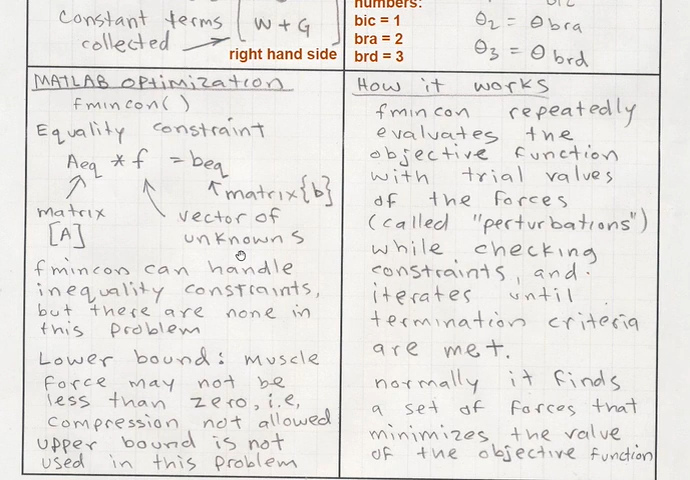 Constant terms
collected
W + G
right hand side
numbers:
bic = 1
bra = 2
brd = 3
θ2 = θbra
θ3 = θbrd
MATLAB optimization
fmincon()
Equality constraint
Aeq * f = beq
matrix
[A]
vector of
unknowns
matrix{b}
fmincon can handle
inequality constraints,
but there are none in
this problem
Lower bound: muscle
force may not be
less than zero, i.e,
compression not allowed
upper bound is not
used in this problem
How it works
fmincon repeatedly
evaluates the
objective function
with trial values
of the forces
(called "perturbations")
while checking
constraints, and
iterates until
termination criteria
are met.
normally it finds
a set of forces that
minimizes the value
of the objective function